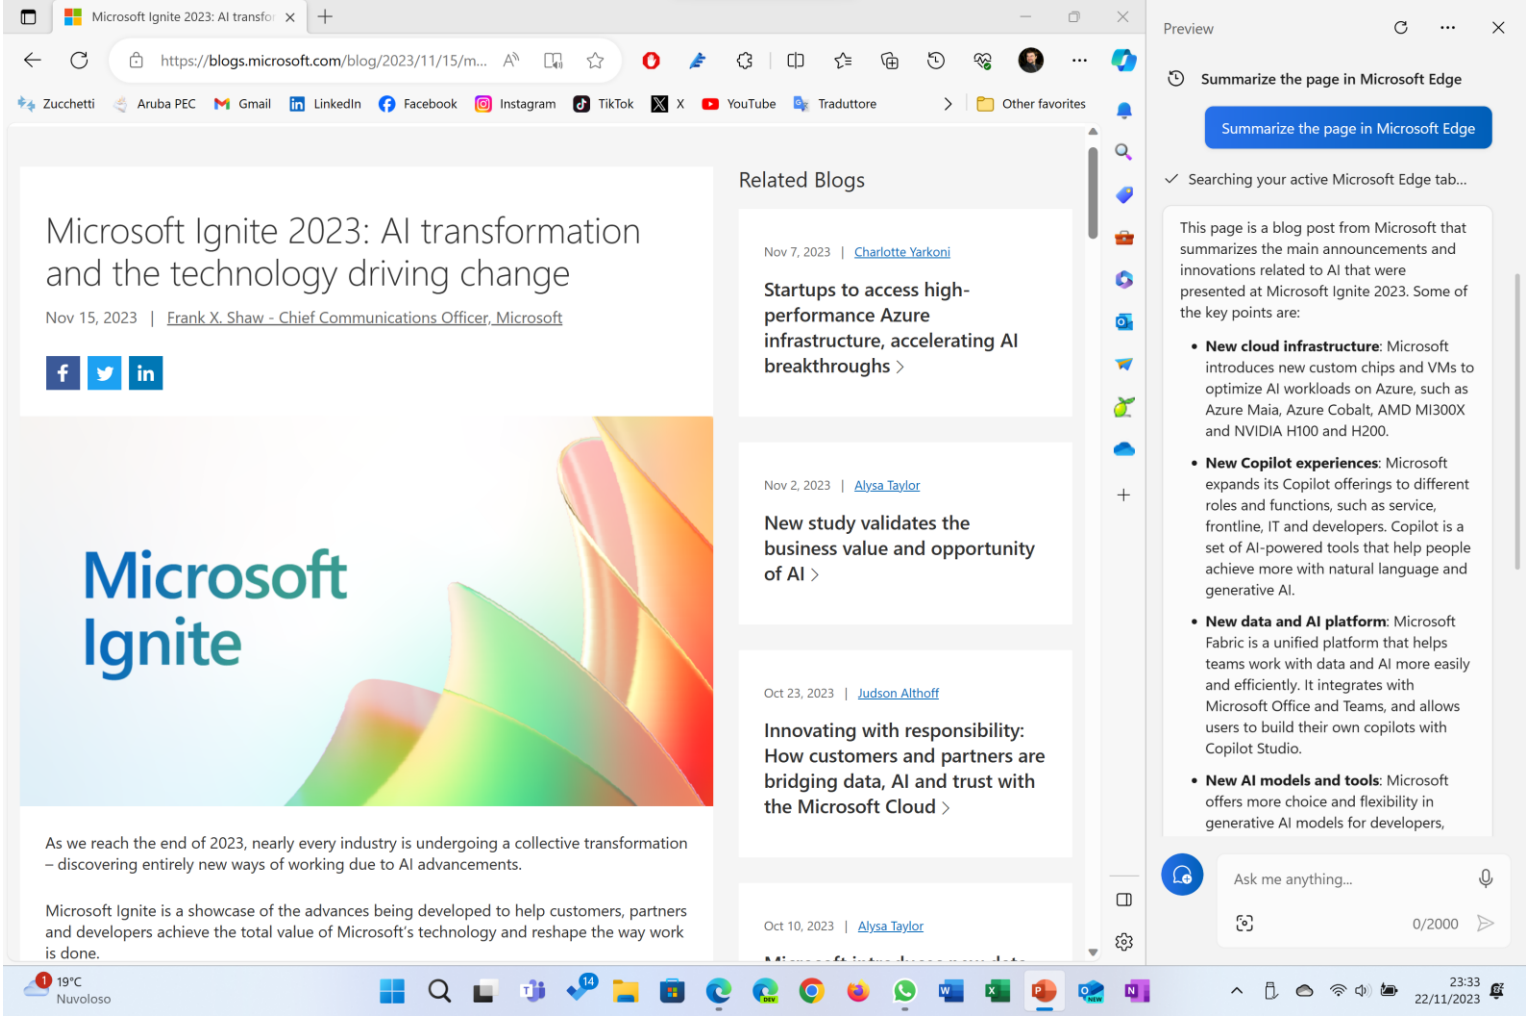 Microsoft Ignite 2023: AI transfor
https://blogs.microsoft.com/blog/2023/11/15/m...
Zucchetti
Aruba PEC
Gmail
LinkedIn
Facebook
Instagram
TikTok
X
YouTube
Traduttore
Other favorites
Microsoft Ignite 2023: AI transformation
and the technology driving change
Nov 15, 2023 | Frank X. Shaw - Chief Communications Officer, Microsoft
Microsoft
Ignite
As we reach the end of 2023, nearly every industry is undergoing a collective transformation
– discovering entirely new ways of working due to AI advancements.
Microsoft Ignite is a showcase of the advances being developed to help customers, partners
and developers achieve the total value of Microsoft's technology and reshape the way work
is done.
Related Blogs
Nov 7, 2023 | Charlotte Yarkoni
Startups to access high-
performance Azure
infrastructure, accelerating AI
breakthroughs
Nov 2, 2023 | Alysa Taylor
New study validates the
business value and opportunity
of AI
Oct 23, 2023 | Judson Althoff
Innovating with responsibility:
How customers and partners are
bridging data, AI and trust with
the Microsoft Cloud
Oct 10, 2023 | Alysa Taylor
Microsoft introduces new data
Preview
Summarize the page in Microsoft Edge
Summarize the page in Microsoft Edge
Searching your active Microsoft Edge tab...
This page is a blog post from Microsoft that
summarizes the main announcements and
innovations related to AI that were
presented at Microsoft Ignite 2023. Some of
the key points are:
• New cloud infrastructure: Microsoft
introduces new custom chips and VMs to
optimize AI workloads on Azure, such as
Azure Maia, Azure Cobalt, AMD MI300X
and NVIDIA H100 and H200.
• New Copilot experiences: Microsoft
expands its Copilot offerings to different
roles and functions, such as service,
frontline, IT and developers. Copilot is a
set of AI-powered tools that help people
achieve more with natural language and
generative AI.
• New data and AI platform: Microsoft
Fabric is a unified platform that helps
teams work with data and AI more easily
and efficiently. It integrates with
Microsoft Office and Teams, and allows
users to build their own copilots with
Copilot Studio.
• New AI models and tools: Microsoft
offers more choice and flexibility in
generative AI models for developers,
Ask me anything...
0/2000
1
19°C
Nuvoloso
14
DEV
NEW
23:33
22/11/2023